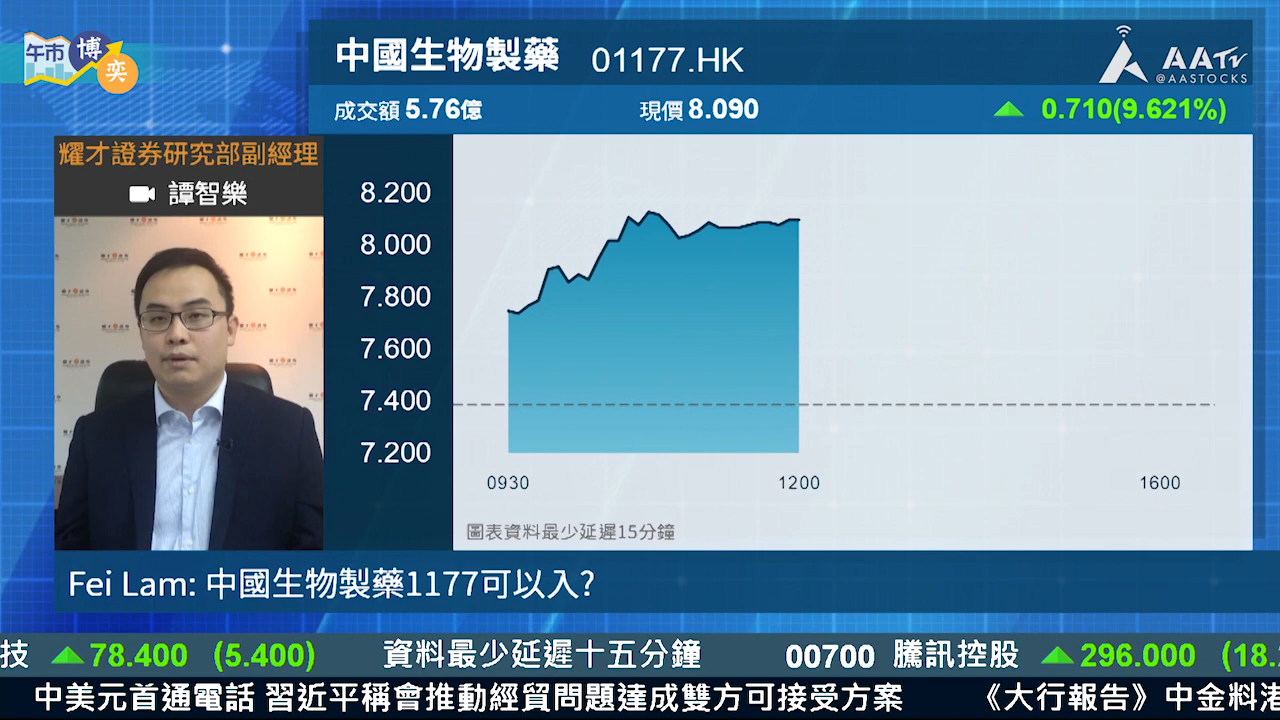 午市
博
奕
中國生物製藥 01177.HK
AATV
@AASTOCKS
成交額 5.76億 現價 8.090 0.710(9.621%)
耀才證券研究部副經理
譚智樂
8.200
8.000
7.800
7.600
7.400
7.200
0930 1200 1600
圖表資料最少延遲15分鐘
Fei Lam: 中國生物製藥1177可以入?
技 78.400 (5.400) 資料最少延遲十五分鐘 00700 騰訊控股 296.000 (18.
中美元首通電話 習近平稱會推動經貿問題達成雙方可接受方案 《大行報告》中金料港